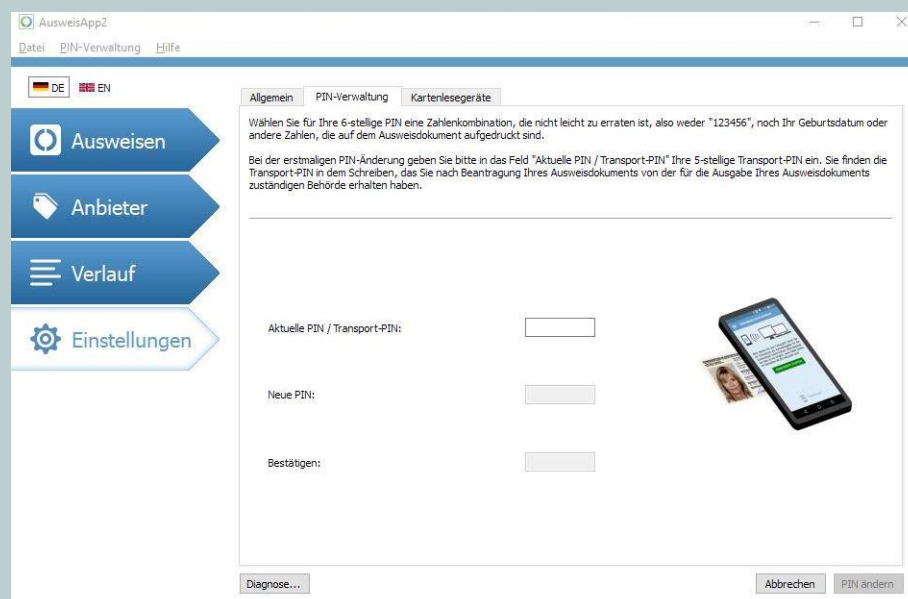 AusweisApp2
Datei PIN-Verwaltung Hilfe
DE EN
Allgemein PIN-Verwaltung Kartenlesegeräte
Wählen Sie für Ihre 6-stellige PIN eine Zahlenkombination, die nicht leicht zu erraten ist, also weder "123456", noch Ihr Geburtsdatum oder
andere Zahlen, die auf dem Ausweisdokument aufgedruckt sind.
Bei der erstmaligen PIN-Änderung geben Sie bitte in das Feld "Aktuelle PIN / Transport-PIN" Ihre 5-stellige Transport-PIN ein. Sie finden die
Transport-PIN in dem Schreiben, das Sie nach Beantragung Ihres Ausweisdokuments von der für die Ausgabe Ihres Ausweisdokuments
zuständigen Behörde erhalten haben.
Ausweisen
Anbieter
Verlauf
Einstellungen
Aktuelle PIN / Transport-PIN:
Neue PIN:
Bestätigen:
Diagnose...
Abbrechen
PIN ändern